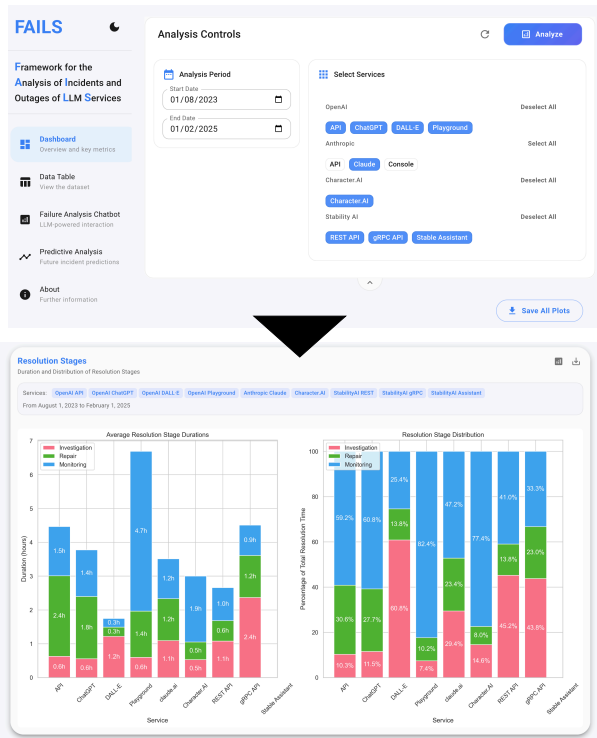 FAILS
Framework for the
Analysis of Incidents and
Outages of LLM Services
Dashboard
Overview and key metrics
Data Table
View the dataset
Failure Analysis Chatbot
LLM-powered interaction
Predictive Analysis
Future incident predictions
About
Further information
Analysis Controls
Analyze
Analysis Period
Start Date
01/08/2023
End Date
01/02/2025
Select Services
OpenAI Deselect All
API ChatGPT DALL-E Playground
Anthropic Select All
API Claude Console
Character.AI Deselect All
Character.AI
Stability AI Deselect All
REST API gRPC API Stable Assistant
Save All Plots
Resolution Stages
Duration and Distribution of Resolution Stages
Services: OpenAI API OpenAI ChatGPT OpenAI DALL-E OpenAI Playground Anthropic Claude Character.AI StabilityAI REST StabilityAI gRPC StabilityAI Assistant
From August 1, 2023 to February 1, 2025
Average Resolution Stage Durations
Investigation
Repair
Monitoring
Duration (hours)
7
6
5
4
3
2
1
0
1.5h 2.4h 0.6h
1.4h 1.8h 0.6h
0.3h 0.3h 1.2h
4.7h 1.4h 0.6h
1.2h 1.2h 1.1h
1.9h 0.5h 0.5h
1.0h 0.6h 1.1h
0.9h 1.2h 2.4h
API ChatGPT DALL-E Playground claude.ai Character.AI REST API gRPC API Stable Assistant
Service
Resolution Stage Distribution
Investigation
Repair
Monitoring
Percentage of Total Resolution Time
100
80
60
40
20
0
59.2% 30.6% 10.3%
60.8% 27.7% 11.5%
25.4% 13.8% 60.8%
82.4% 10.2% 7.4%
47.2% 23.4% 29.4%
77.4% 8.0% 14.6%
41.0% 13.8% 45.2%
33.3% 23.0% 43.8%
API ChatGPT DALL-E Playground claude.ai Character.AI REST API gRPC API Stable Assistant
Service